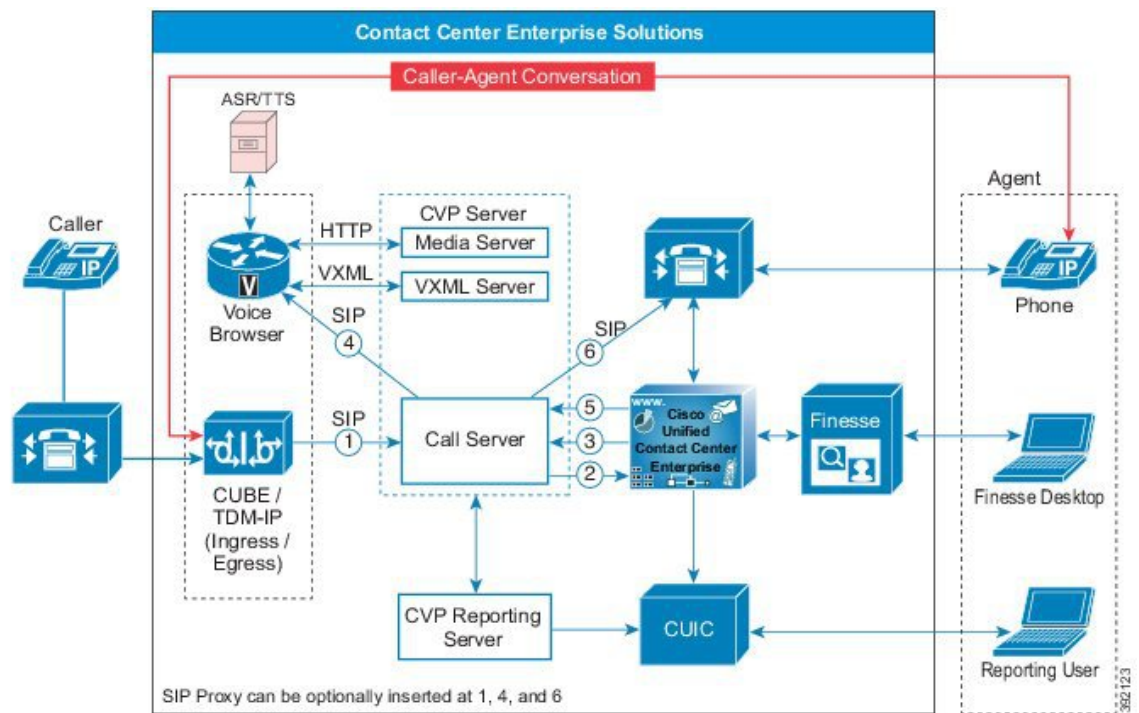 Contact Center Enterprise Solutions
Caller-Agent Conversation
ASR/TTS
Agent
Caller
CVP Server
HTTP
Media Server
IP
IP
VXML
VXML Server
V
Voice
Browser
SIP
4
SIP
6
Phone
www.
Cisco
@
Unified
Contact Center
Enterprise
Finesse
SIP
1
Call Server
5
3
2
CUBE /
TDM-IP
(Ingress /
Egress)
Finesse Desktop
CVP Reporting
Server
CUIC
Reporting User
SIP Proxy can be optionally inserted at 1, 4, and 6
392123